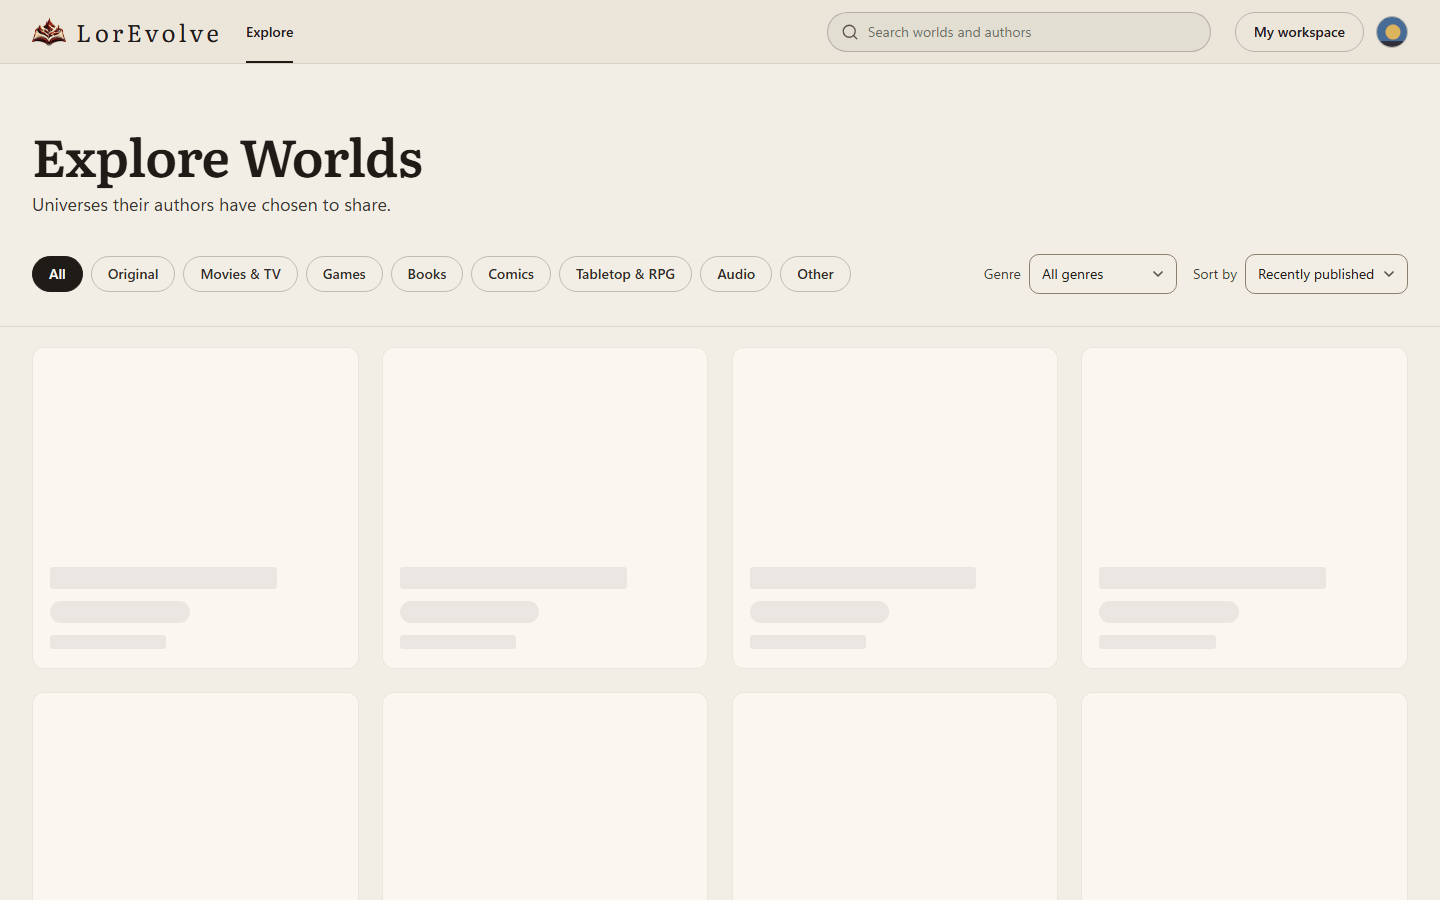 LorEvolve
Explore
Search worlds and authors
My workspace
Explore Worlds
Universes their authors have chosen to share.
All
Original
Movies & TV
Games
Books
Comics
Tabletop & RPG
Audio
Other
Genre
All genres
Sort by
Recently published